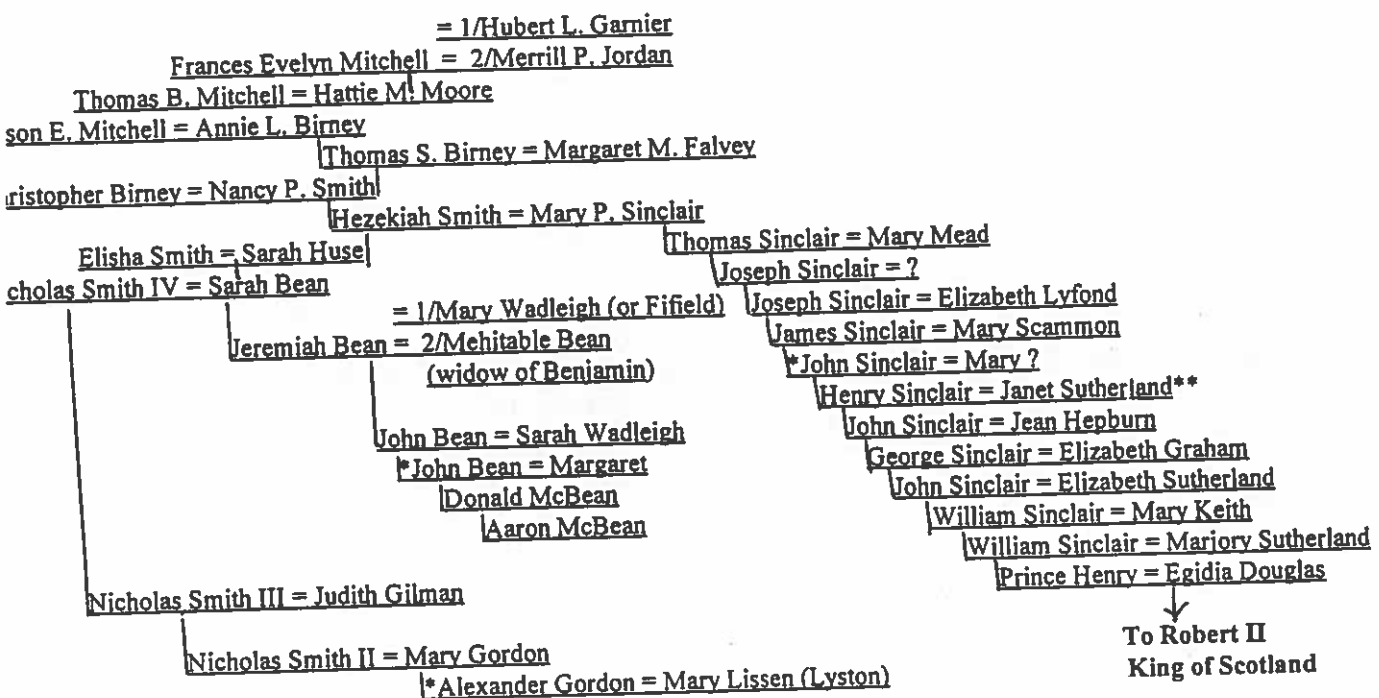 = 1/Hubert L. Garnier
Frances Evelyn Mitchell = 2/Merrill P. Jordan
Thomas B. Mitchell = Hattie M. Moore
son E. Mitchell = Annie L. Birney
Thomas S. Birney = Margaret M. Falvey
ristopher Birney = Nancy P. Smith
Hezekiah Smith = Mary P. Sinclair
Thomas Sinclair = Mary Mead
Elisha Smith = Sarah Huse
Joseph Sinclair = ?
cholas Smith IV = Sarah Bean
Joseph Sinclair = Elizabeth Lyfond
= 1/Mary Wadleigh (or Fifield)
James Sinclair = Mary Scammon
Jeremiah Bean = 2/Mehitable Bean
*John Sinclair = Mary ?
(widow of Benjamin)
Henry Sinclair = Janet Sutherland**
John Sinclair = Jean Hepburn
John Bean = Sarah Wadleigh
George Sinclair = Elizabeth Graham
*John Bean = Margaret
John Sinclair = Elizabeth Sutherland
Donald McBean
William Sinclair = Mary Keith
Aaron McBean
William Sinclair = Marjory Sutherland
Prince Henry = Egidia Douglas
Nicholas Smith III = Judith Gilman
To Robert II
King of Scotland
Nicholas Smith II = Mary Gordon
*Alexander Gordon = Mary Lissen (Lyston)